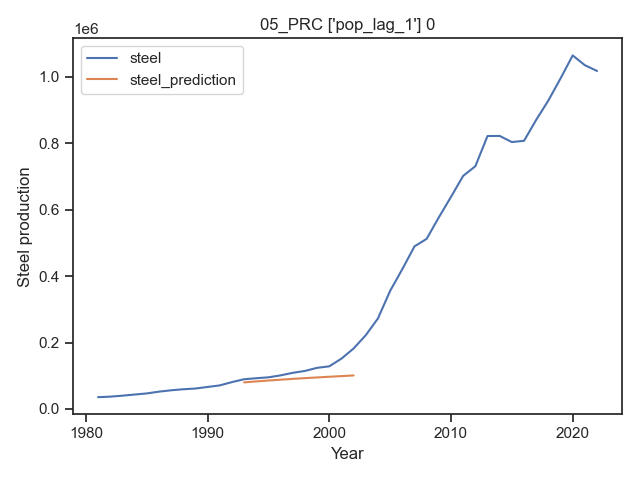 05_PRC ['pop_lag_1'] 0
1e6
steel
steel_prediction
1.0
0.8
0.6
0.4
0.2
0.0
Steel production
1980
1990
2000
2010
2020
Year